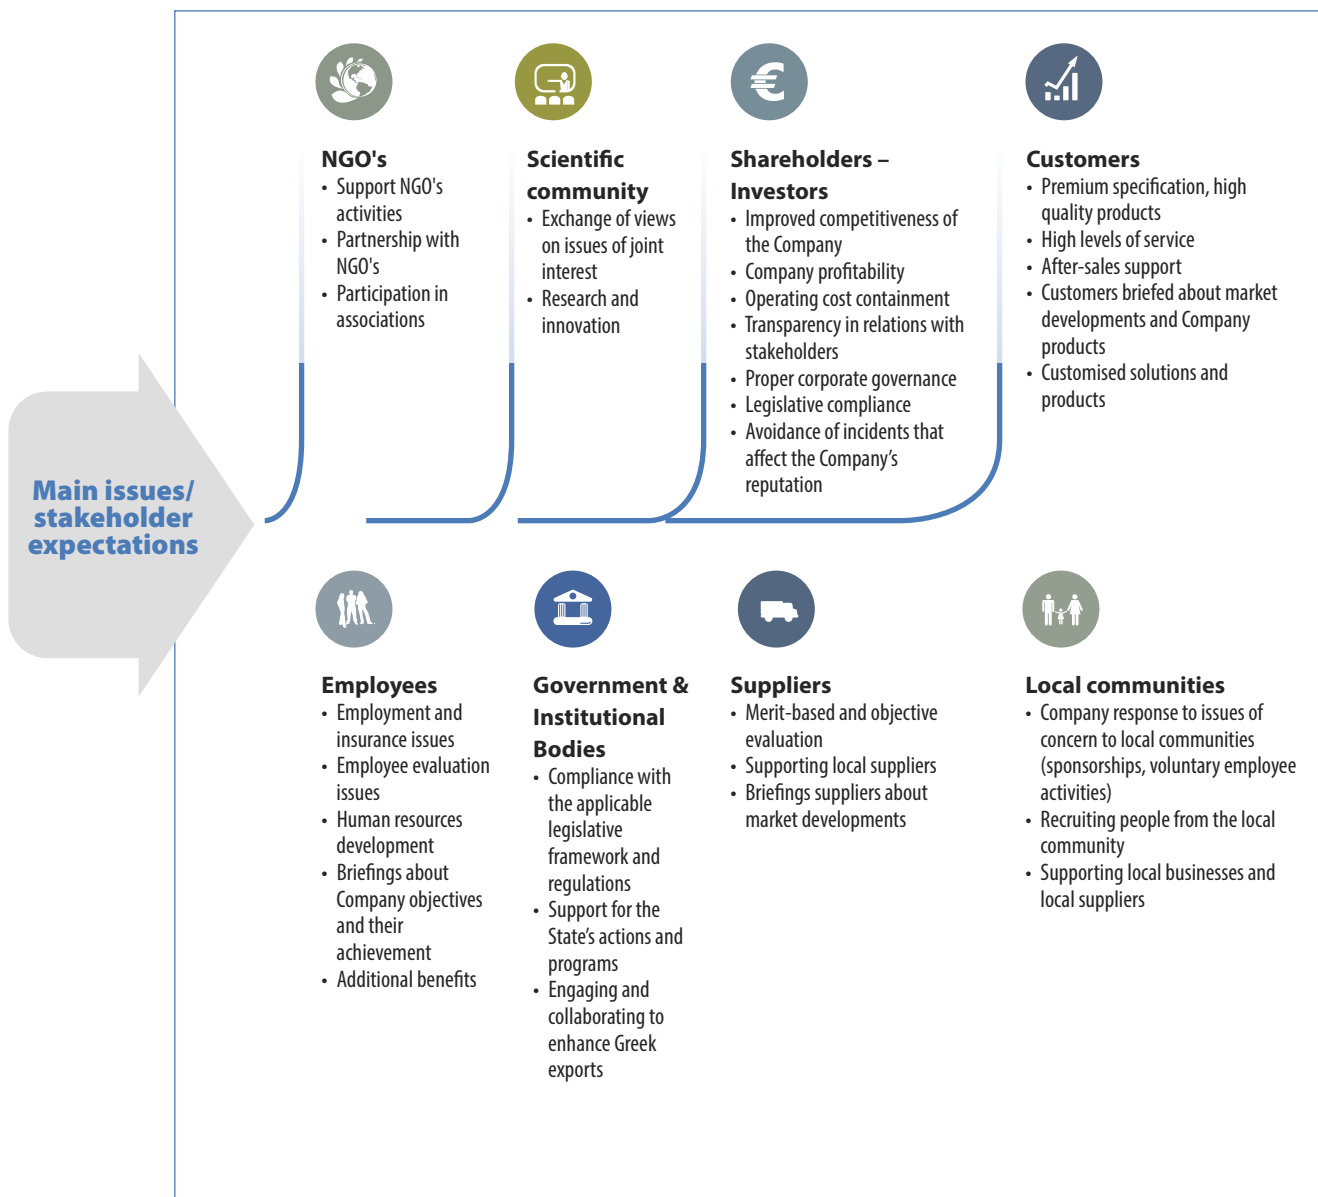 Main issues/
stakeholder
expectations
NGO's
• Support NGO's
activities
• Partnership with
NGO's
• Participation in
associations
Scientific
community
• Exchange of views
on issues of joint
interest
• Research and
innovation
Shareholders –
Investors
• Improved competitiveness of
the Company
• Company profitability
• Operating cost containment
• Transparency in relations with
stakeholders
• Proper corporate governance
• Legislative compliance
• Avoidance of incidents that
affect the Company’s
reputation
Customers
• Premium specification, high
quality products
• High levels of service
• After-sales support
• Customers briefed about market
developments and Company
products
• Customised solutions and
products
Employees
• Employment and
insurance issues
• Employee evaluation
issues
• Human resources
development
• Briefings about
Company objectives
and their
achievement
• Additional benefits
Government &
Institutional
Bodies
• Compliance with
the applicable
legislative
framework and
regulations
• Support for the
State’s actions and
programs
• Engaging and
collaborating to
enhance Greek
exports
Suppliers
• Merit-based and objective
evaluation
• Supporting local suppliers
• Briefings suppliers about
market developments
Local communities
• Company response to issues of
concern to local communities
(sponsorships, voluntary employee
activities)
• Recruiting people from the local
community
• Supporting local businesses and
local suppliers